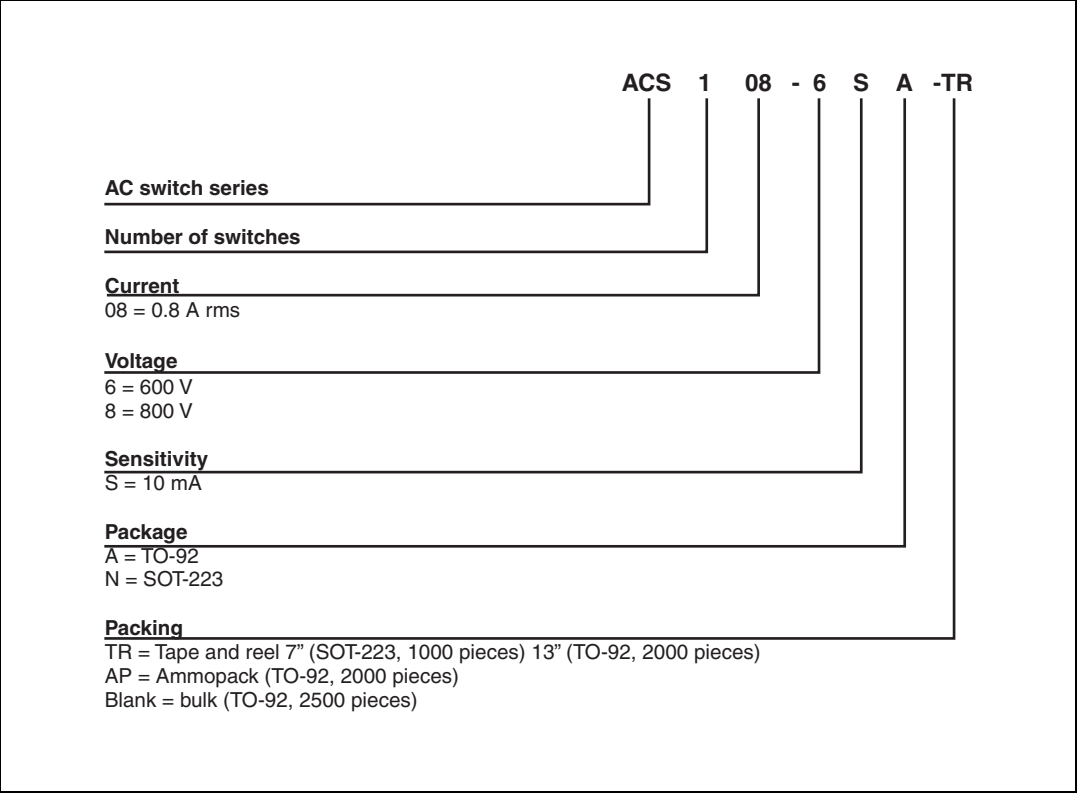 ACS 1 08 - 6 S A -TR
AC switch series
Number of switches
Current
08 = 0.8 A rms
Voltage
6 = 600 V
8 = 800 V
Sensitivity
S = 10 mA
Package
A = TO-92
N = SOT-223
Packing
TR = Tape and reel 7” (SOT-223, 1000 pieces) 13” (TO-92, 2000 pieces)
AP = Ammopack (TO-92, 2000 pieces)
Blank = bulk (TO-92, 2500 pieces)